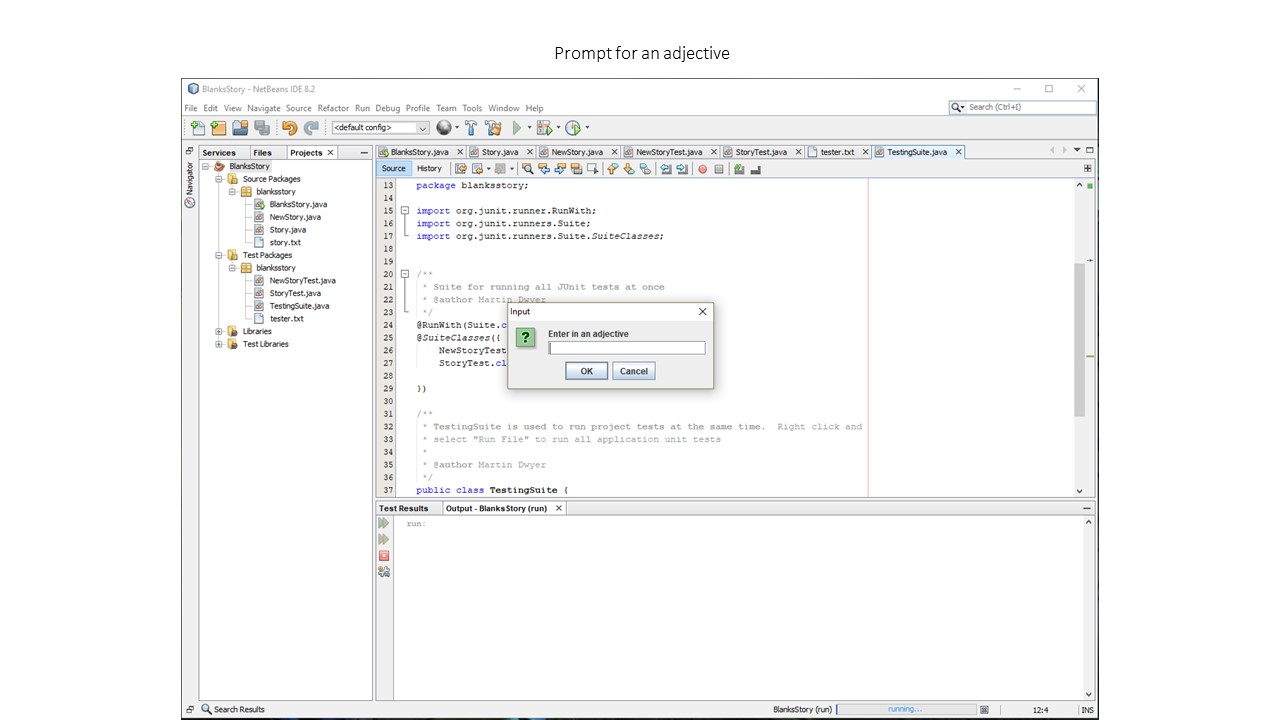 Prompt for an adjective
BlanksStory - NetBeans IDE 8.2
File Edit View Navigate Source Refactor Run Debug Profile Team Tools Window Help
Search (Ctrl+I)
<default config>
Services Files Projects
Navigator
BlanksStory
Source Packages
blanksstory
BlanksStory.java
NewStory.java
Story.java
story.txt
Test Packages
blanksstory
NewStoryTest.java
StoryTest.java
TestingSuite.java
tester.txt
Libraries
Test Libraries
BlanksStory.java Story.java NewStory.java NewStoryTest.java StoryTest.java tester.txt TestingSuite.java
Source History
13 package blanksstory;
14
15 import org.junit.runner.RunWith;
16 import org.junit.runners.Suite;
17 import org.junit.runners.Suite.SuiteClasses;
18
19
20 /**
21 * Suite for running all JUnit tests at once
22 * @author Martin Dwyer
23 */
24 @RunWith(Suite.c
25 @SuiteClasses({
26 NewStoryTest
27 StoryTest.cl
28
29 })
30
31 /**
32 * TestingSuite is used to run project tests at the same time. Right click and
33 * select "Run File" to run all application unit tests
34 *
35 * @author Martin Dwyer
36 */
37 public class TestingSuite {
Input
? Enter in an adjective
OK Cancel
Test Results Output - BlanksStory (run)
run:
Search Results
BlanksStory (run) running... 12:4 INS